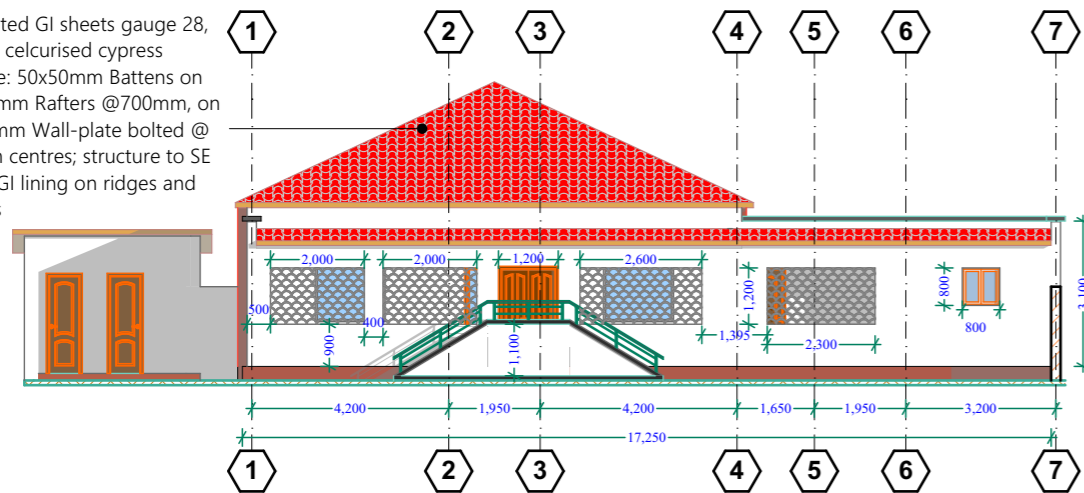 ted GI sheets gauge 28,
celcurised cypress
e: 50x50mm Battens on
mm Rafters @700mm, on
mm Wall-plate bolted @
centres; structure to SE
GI lining on ridges and
1 2 3 4 5 6 7
2,000 2,000 1,200 2,600
1,200 800
3,100
500 400 1,395 800
900 1,100 2,300
4,200 1,950 4,200 1,650 1,950 3,200
17,250
1 2 3 4 5 6 7